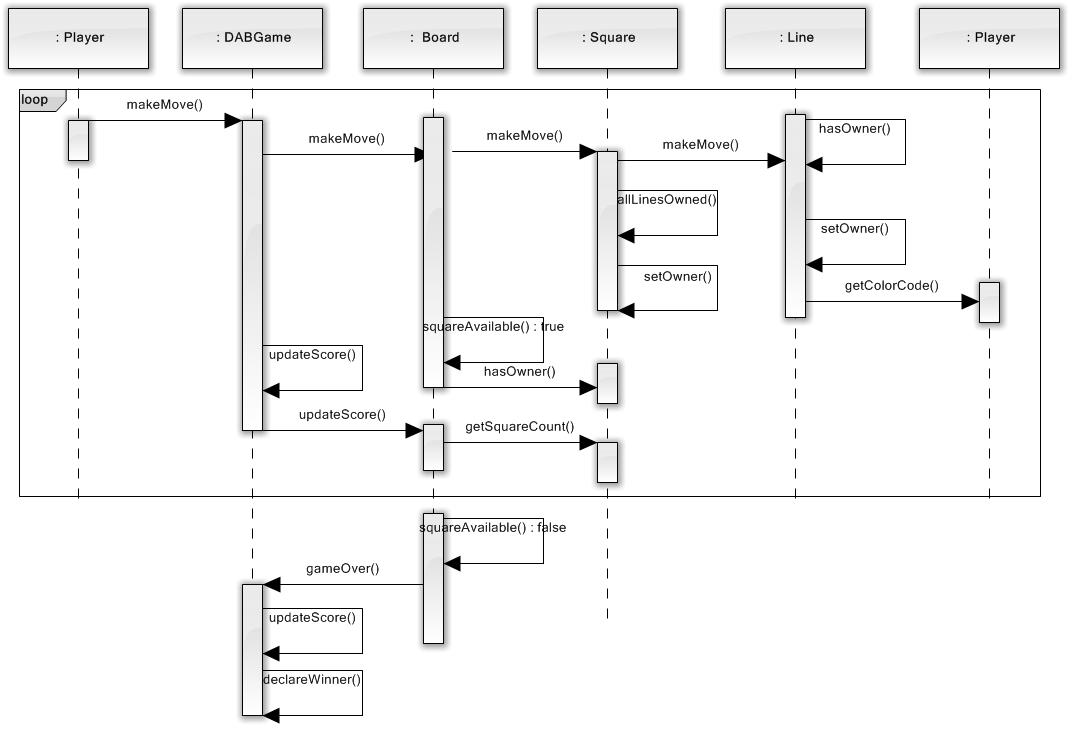 : Player
: DABGame
: Board
: Square
: Line
: Player
loop
makeMove()
makeMove()
makeMove()
makeMove()
hasOwner()
allLinesOwned()
setOwner()
setOwner()
getColorCode()
squareAvailable() : true
updateScore()
hasOwner()
updateScore()
getSquareCount()
squareAvailable() : false
gameOver()
updateScore()
declareWinner()